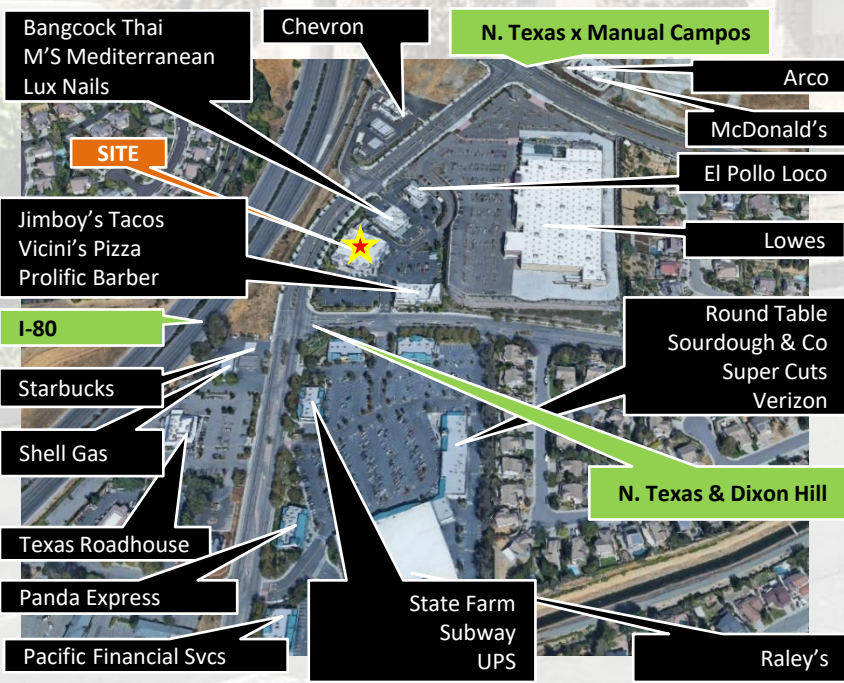 Bangcock Thai
M'S Mediterranean
Lux Nails
Chevron
N. Texas x Manual Campos
Arco
McDonald's
SITE
El Pollo Loco
Jimboy's Tacos
Vicini's Pizza
Prolific Barber
Lowes
I-80
Round Table
Sourdough & Co
Super Cuts
Verizon
Starbucks
Shell Gas
N. Texas & Dixon Hill
Texas Roadhouse
Panda Express
State Farm
Subway
UPS
Pacific Financial Svcs
Raley's